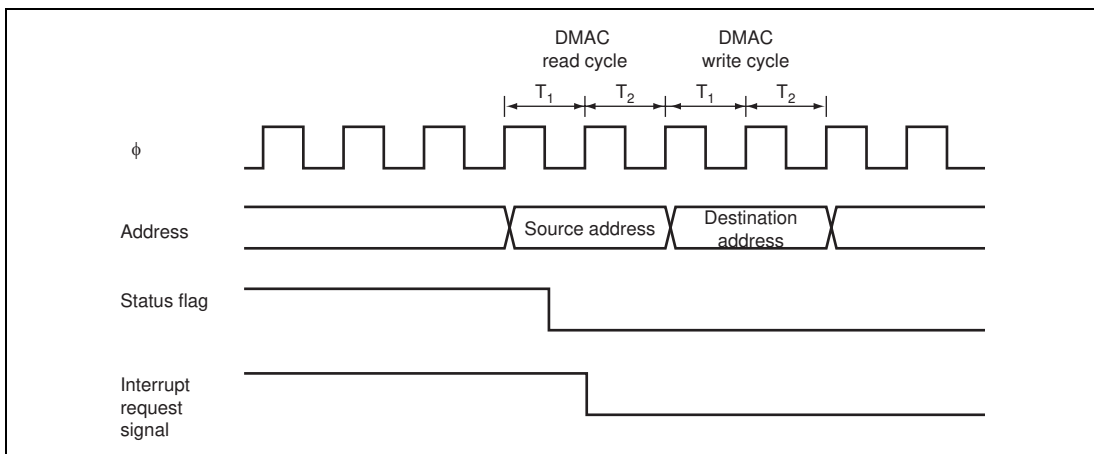 DMAC
read cycle
DMAC
write cycle
T1 T2 T1 T2
ϕ
Address
Source address
Destination
address
Status flag
Interrupt
request
signal